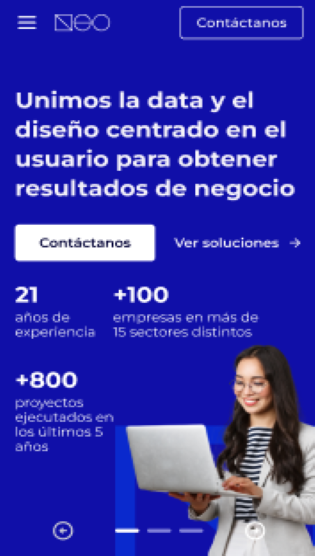 NEO
Contáctanos
Unimos la data y el
diseño centrado en el
usuario para obtener
resultados de negocio
Contáctanos
Ver soluciones →
21
años de
experiencia
+100
empresas en más de
15 sectores distintos
+800
proyectos
ejecutados en
los últimos 5
años